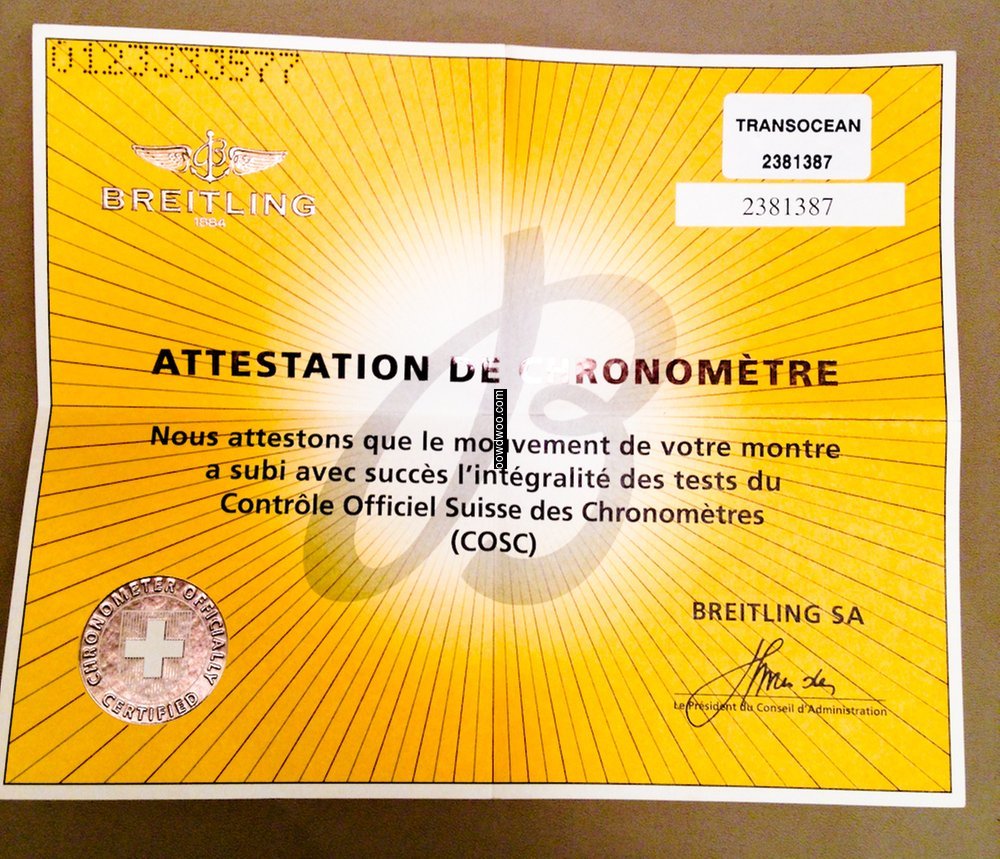 0123333577
BREITLING
1884
TRANSOCEAN
2381387
2381387
ATTESTATION DE CHRONOMÈTRE
bowdwoo.com
Nous attestons que le mouvement de votre montre
a subi avec succès l'intégralité des tests du
Contrôle Officiel Suisse des Chronomètres
(COSC)
CHRONOMETER OFFICIALLY
CERTIFIED
BREITLING SA
Le Président du Conseil d'Administration